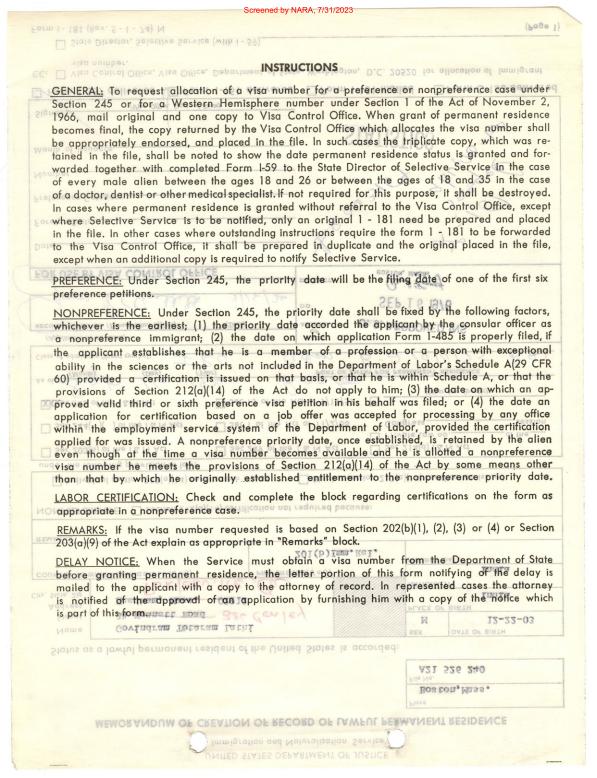 Screened by NARA, 7/31/2023
INSTRUCTIONS
GENERAL: To request allocation of a visa number for a preference or nonpreference case under
Section 245 or for a Western Hemisphere number under Section 1 of the Act of November 2,
1966, mail original and one copy to Visa Control Office. When grant of permanent residence
becomes final, the copy returned by the Visa Control Office which allocates the visa number shall
be appropriately endorsed, and placed in the file. In such cases the triplicate copy, which was re-
tained in the file, shall be noted to show the date permanent residence status is granted and for-
warded together with completed Form I-59 to the State Director of Selective Service in the case
of every male alien between the ages 18 and 26 or between the ages of 18 and 35 in the case
of a doctor, dentist or other medical specialist. If not required for this purpose, it shall be destroyed.
In cases where permanent residence is granted without referral to the Visa Control Office, except
where Selective Service is to be notified, only an original 1 - 181 need be prepared and placed
in the file. In other cases where outstanding instructions require the form 1 - 181 to be forwarded
to the Visa Control Office, it shall be prepared in duplicate and the original placed in the file,
except when an additional copy is required to notify Selective Service.
PREFERENCE: Under Section 245, the priority date will be the filing date of one of the first six
preference petitions.
NONPREFERENCE: Under Section 245, the priority date shall be fixed by the following factors,
whichever is the earliest; (1) the priority date accorded the applicant by the consular officer as
a nonpreference immigrant; (2) the date on which application Form I-485 is properly filed, if
the applicant establishes that he is a member of a profession or a person with exceptional
ability in the sciences or the arts not included in the Department of Labor's Schedule A(29 CFR
60) provided a certification is issued on that basis, or that he is within Schedule A, or that the
provisions of Section 212(a)(14) of the Act do not apply to him; (3) the date on which an ap-
proved valid third or sixth preference visa petition in his behalf was filed; or (4) the date an
application for certification based on a job offer was accepted for processing by any office
within the employment service system of the Department of Labor, provided the certification
applied for was issued. A nonpreference priority date, once established, is retained by the alien
even though at the time a visa number becomes available and he is allotted a nonpreference
visa number he meets the provisions of Section 212(a)(14) of the Act by some means other
than that by which he originally established entitlement to the nonpreference priority date.
LABOR CERTIFICATION: Check and complete the block regarding certifications on the form as
appropriate in a nonpreference case.
REMARKS: If the visa number requested is based on Section 202(b)(1), (2), (3) or (4) or Section
203(a)(9) of the Act explain as appropriate in "Remarks" block.
DELAY NOTICE: When the Service must obtain a visa number from the Department of State
before granting permanent residence, the letter portion of this form notifying of the delay is
mailed to the applicant with a copy to the attorney of record. In represented cases the attorney
is notified of the approval of an application by furnishing him with a copy of the notice which
is part of this form.